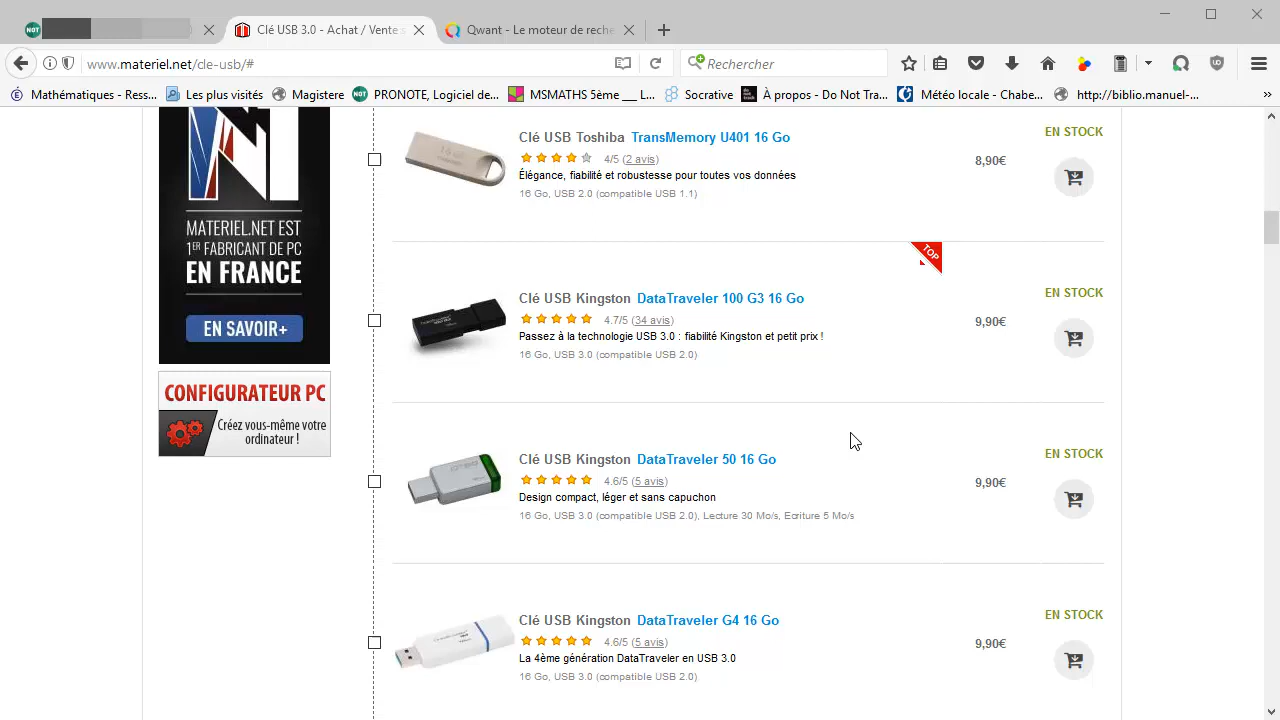 NOT
Clé USB 3.0 - Achat / Vente
Qwant - Le moteur de reche
www.materiel.net/cle-usb/#
Rechercher
Mathématiques - Ress...
Les plus visités
Magistere
NOT
PRONOTE, Logiciel de...
MSMATHS 5ème ___ L...
Socrative
À propos - Do Not Tra...
Météo locale - Chbe...
http://biblio.manuel-...
MATERIEL.NET EST
1ER FABRICANT DE PC
EN FRANCE
EN SAVOIR+
CONFIGURATEUR PC
Créez vous-même votre
ordinateur !
Clé USB Toshiba TransMemory U401 16 Go
4/5 (2 avis)
Élégance, fiabilité et robustesse pour toutes vos données
16 Go, USB 2.0 (compatible USB 1.1)
8,90€
EN STOCK
TOP
Clé USB Kingston DataTraveler 100 G3 16 Go
4.7/5 (34 avis)
Passez à la technologie USB 3.0 : fiabilité Kingston et petit prix !
16 Go, USB 3.0 (compatible USB 2.0)
9,90€
EN STOCK
Clé USB Kingston DataTraveler 50 16 Go
4.6/5 (5 avis)
Design compact, léger et sans capuchon
16 Go, USB 3.0 (compatible USB 2.0), Lecture 30 Mo/s, Ecriture 5 Mo/s
9,90€
EN STOCK
Clé USB Kingston DataTraveler G4 16 Go
4.6/5 (5 avis)
La 4ème génération DataTraveler en USB 3.0
16 Go, USB 3.0 (compatible USB 2.0)
9,90€
EN STOCK